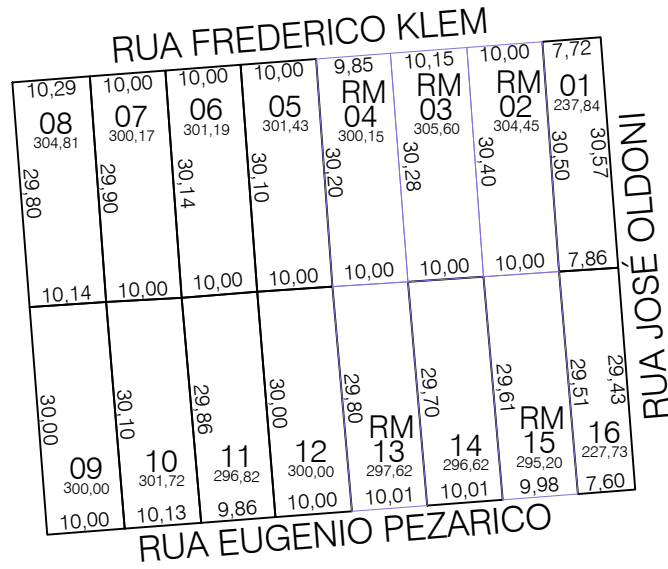 RUA FREDERICO KLEM
10,29 10,00 10,00 10,00 9,85 10,15 10,00 7,72
RM RM RM
08 07 06 05 04 03 02 01
304,81 300,17 301,19 301,43 300,15 305,60 304,45 237,84
29,80 29,90 30,14 30,10 30,20 30,28 30,40 30,50 30,57
10,14 10,00 10,00 10,00 10,00 10,00 10,00 7,86
RUA JOSÉ OLDONI
30,00 30,10 29,86 30,00 29,80 29,70 29,61 29,51 29,43
RM RM
09 10 11 12 13 14 15 16
300,00 301,72 296,82 300,00 297,62 296,62 295,20 227,73
10,00 10,13 9,86 10,00 10,01 10,01 9,98 7,60
RUA EUGENIO PEZARICO